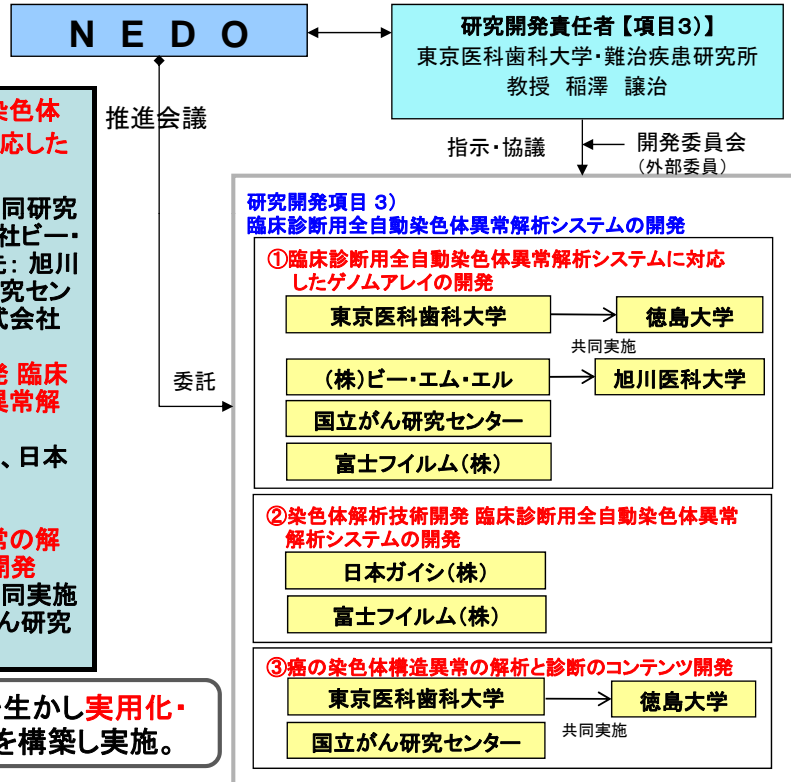 NEDO
研究開発責任者【項目3)】
東京医科歯科大学・難治疾患研究所
教授 稲澤 譲治
推進会議
指示・協議
開発委員会
(外部委員)
染色体
応した
同研究
社ビー・
先: 旭川
究セン
式会社
発 臨床
異常解
、日本
常の解
開発
同実施
ん研究
委託
研究開発項目 3)
臨床診断用全自動染色体異常解析システムの開発
①臨床診断用全自動染色体異常解析システムに対応
したゲノムアレイの開発
東京医科歯科大学
徳島大学
共同実施
(株)ビー・エム・エル
旭川医科大学
国立がん研究センター
富士フイルム(株)
②染色体解析技術開発 臨床診断用全自動染色体異常
解析システムの開発
日本ガイシ(株)
富士フイルム(株)
③癌の染色体構造異常の解析と診断のコンテンツ開発
東京医科歯科大学
徳島大学
共同実施
国立がん研究センター
生かし実用化・
を構築し実施。